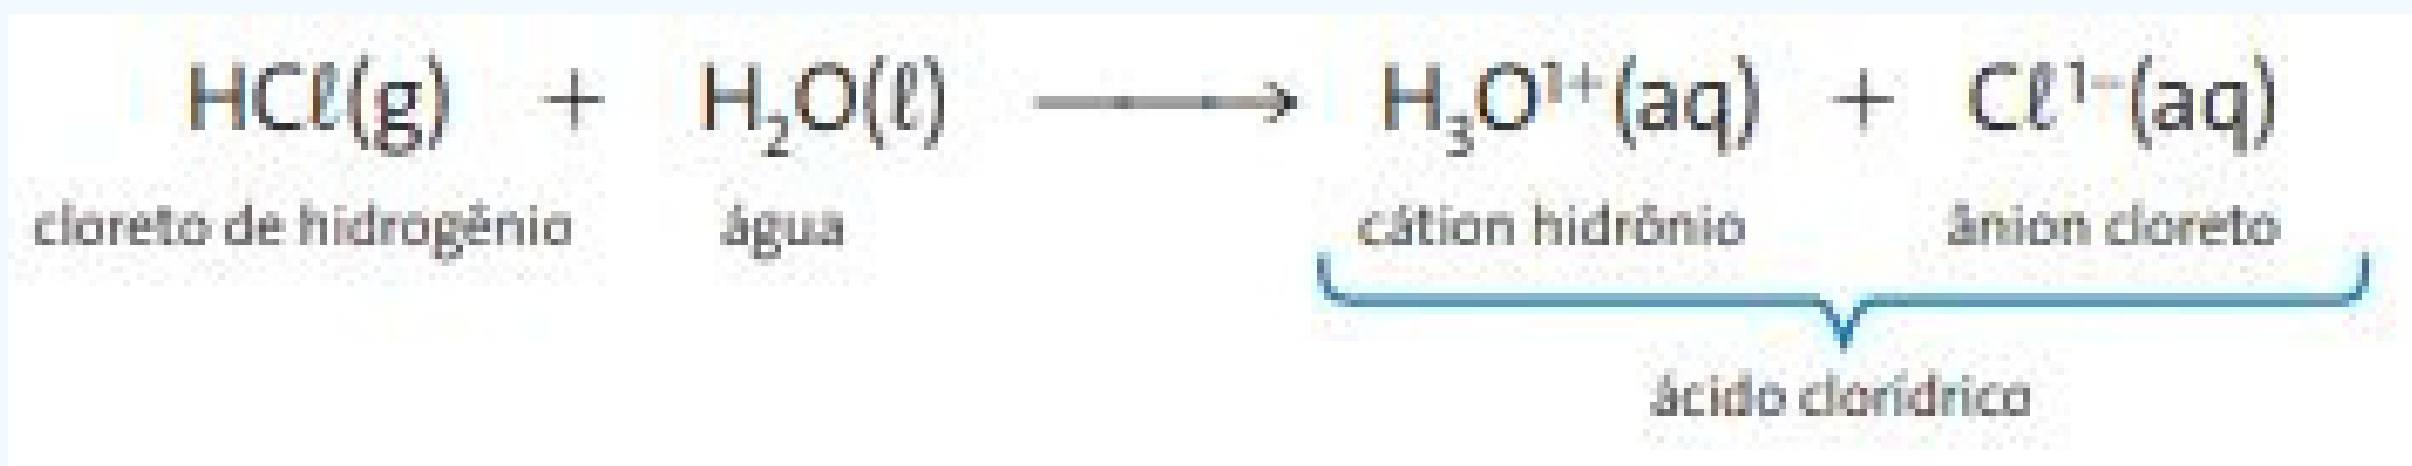 HCℓ(g) + H₂O(ℓ) ⟶ H₃O¹⁺(aq) + Cℓ¹⁻(aq)
cloreto de hidrogênio água cátion hidrônio ânion cloreto
ácido clorídrico